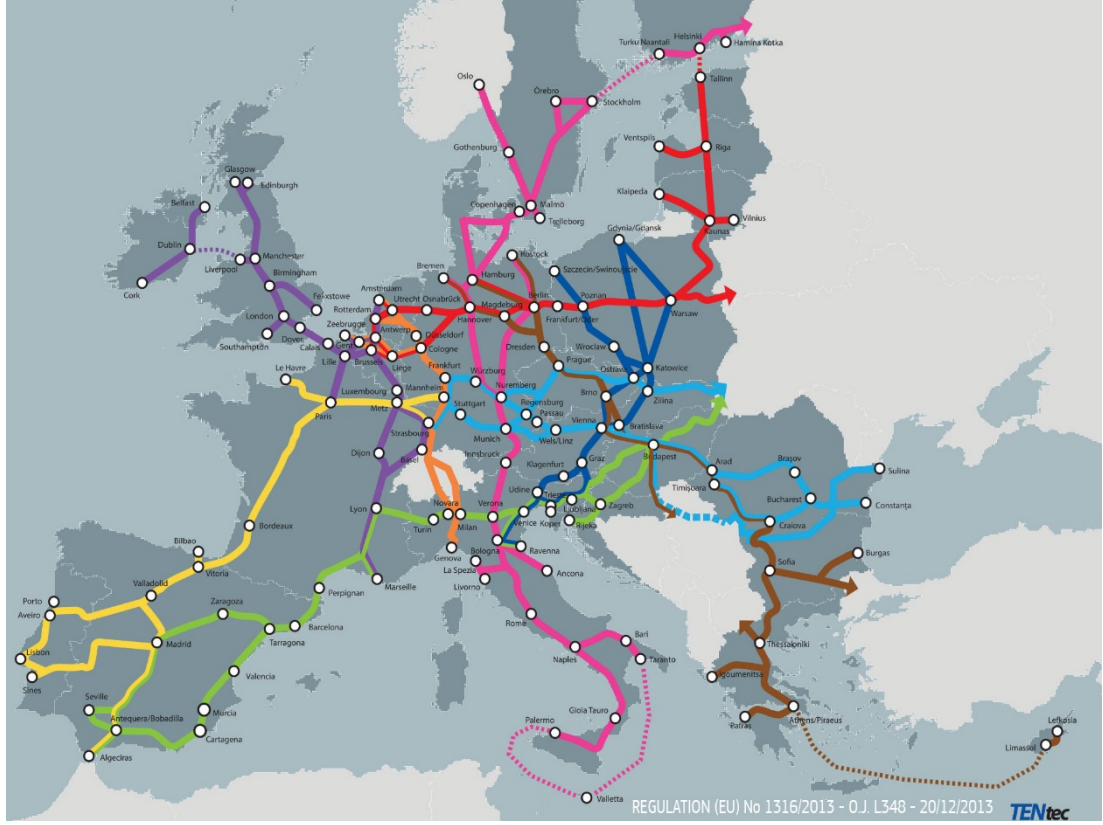 Helsinki
Turku Naantali
Hamina Kotka
Oslo
Tallinn
Örebro
Stockholm
Ventspils
Riga
Gothenburg
Glasgow
Edinburgh
Klaipeda
Belfast
Copenhagen
Malmö
Trelleborg
Vilnius
Kaunas
Gdynia/Gdansk
Dublin
Rostock
Liverpool
Manchester
Bremen
Hamburg
Szczecin/Swinoujscie
Birmingham
Cork
Amsterdam
Felixstowe
Utrecht
Osnabrück
Magdeburg
Berlin
Poznan
Rotterdam
London
Zeebrugge
Hannover
Frankfurt/Oder
Warsaw
Antwerp
Düsseldorf
Southampton
Dover
Calais
Gent
Cologne
Dresden
Wroclaw
Lille
Brussels
Liège
Prague
Katowice
Le Havre
Frankfurt
Würzburg
Ostrava
Luxembourg
Mannheim
Nuremberg
Brno
Zilina
Paris
Metz
Stuttgart
Regensburg
Passau
Strasbourg
Vienna
Bratislava
Munich
Wels/Linz
Dijon
Basel
Innsbruck
Budapest
Klagenfurt
Graz
Arad
Braşov
Sulina
Udine
Trieste
Timişoara
Bucharest
Lyon
Novara
Verona
Ljubljana
Zagreb
Constanţa
Turin
Milan
Venice
Koper
Rijeka
Craiova
Bordeaux
Bilbao
Genova
Bologna
Ravenna
Sofia
Burgas
Vitoria
La Spezia
Ancona
Valladolid
Marseille
Livorno
Porto
Zaragoza
Perpignan
Aveiro
Barcelona
Rome
Madrid
Tarragona
Bari
Thessaloniki
Lisbon
Naples
Taranto
Valencia
Igoumenitsa
Sines
Seville
Murcia
Gioia Tauro
Antequera/Bobadilla
Palermo
Patras
Athens/Piraeus
Lefkosia
Cartagena
Limassol
Algeciras
Valletta
REGULATION (EU) No 1316/2013 - O.J. L348 - 20/12/2013
TENtec